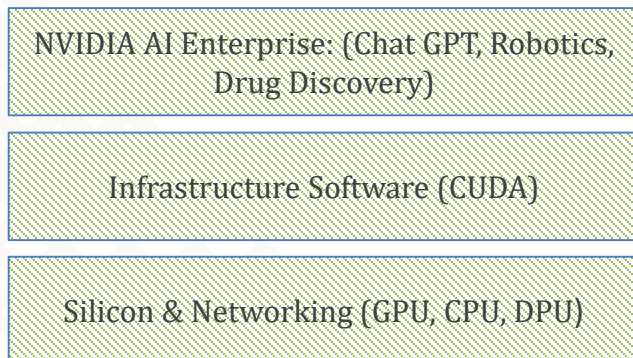 NVIDIA AI Enterprise: (Chat GPT, Robotics,
Drug Discovery)
Infrastructure Software (CUDA)
Silicon & Networking (GPU, CPU, DPU)